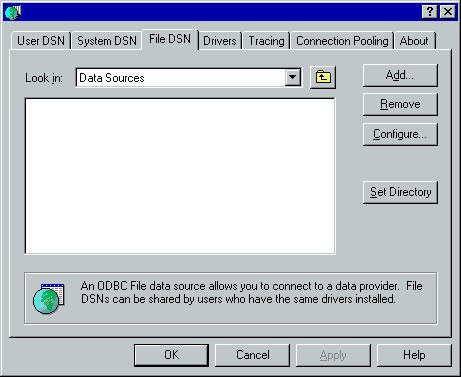 User DSN System DSN File DSN Drivers Tracing Connection Pooling About
Look in: Data Sources
Add...
Remove
Configure...
Set Directory
An ODBC File data source allows you to connect to a data provider. File
DSNs can be shared by users who have the same drivers installed.
OK Cancel Apply Help